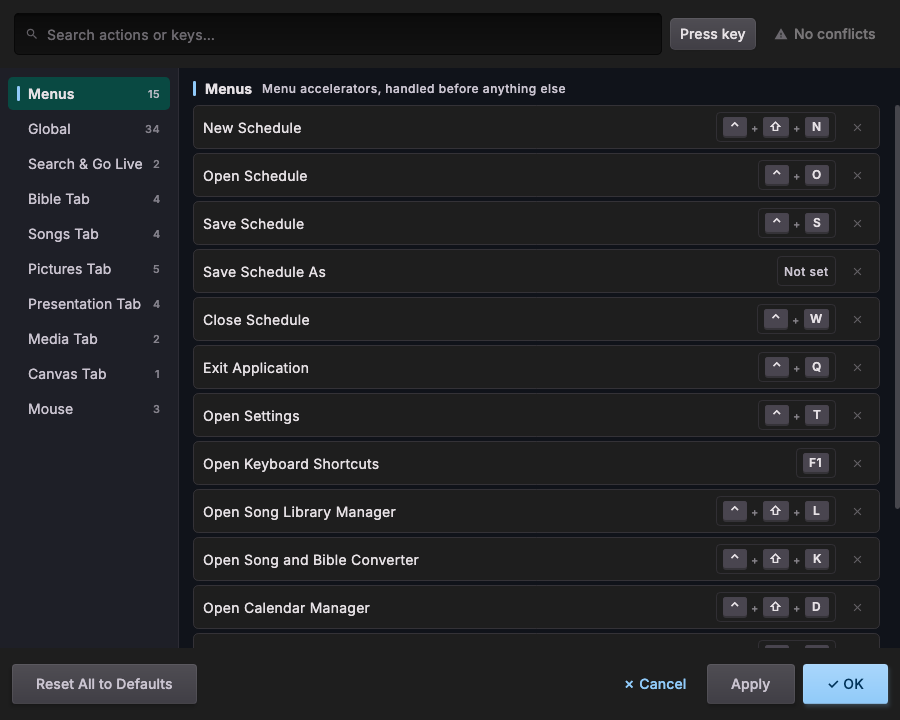 Search actions or keys...
Press key
No conflicts
Menus 15
Global 34
Search & Go Live 2
Bible Tab 4
Songs Tab 4
Pictures Tab 5
Presentation Tab 4
Media Tab 2
Canvas Tab 1
Mouse 3
Menus Menu accelerators, handled before anything else
New Schedule ^ + ⇧ + N ×
Open Schedule ^ + O ×
Save Schedule ^ + S ×
Save Schedule As Not set ×
Close Schedule ^ + W ×
Exit Application ^ + Q ×
Open Settings ^ + T ×
Open Keyboard Shortcuts F1 ×
Open Song Library Manager ^ + ⇧ + L ×
Open Song and Bible Converter ^ + ⇧ + K ×
Open Calendar Manager ^ + ⇧ + D ×
Reset All to Defaults
× Cancel
Apply
✓ OK